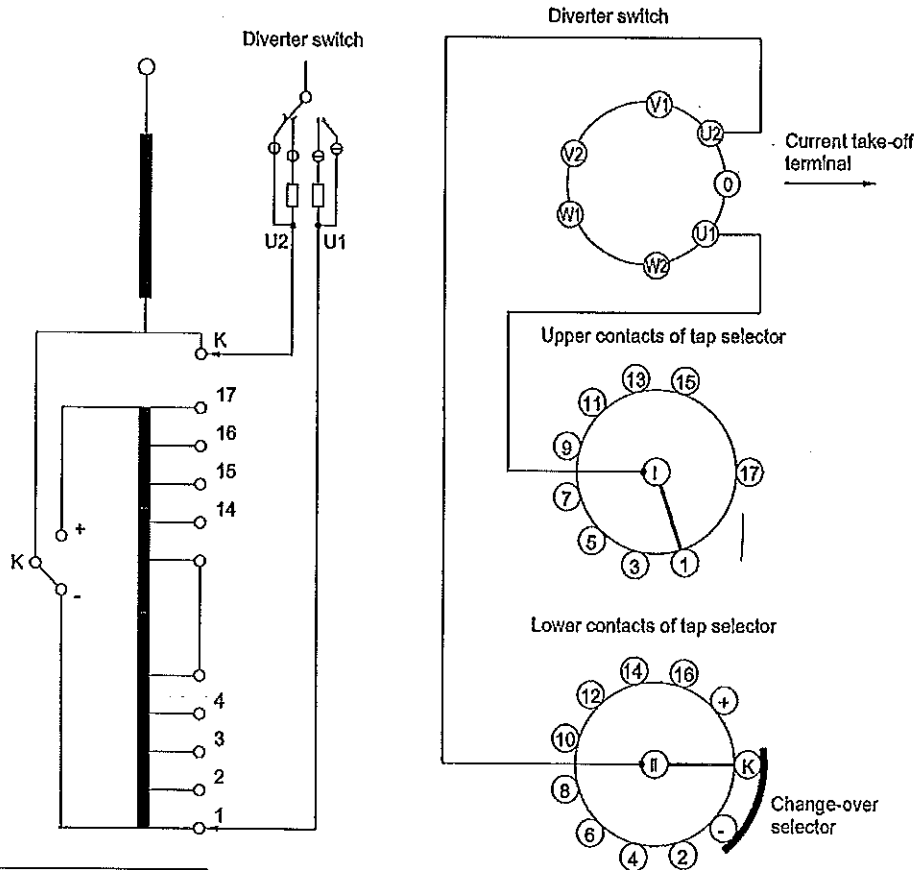 Diverter switch
U2
U1
K
17
16
15
14
+
K
-
4
3
2
1
Diverter switch
V1
U2
V2
0
W1
U1
W2
Current take-off
terminal
Upper contacts of tap selector
13
15
11
9
I
17
7
5
3
1
Lower contacts of tap selector
14
16
12
+
10
II
K
8
-
6
4
2
Change-over
selector